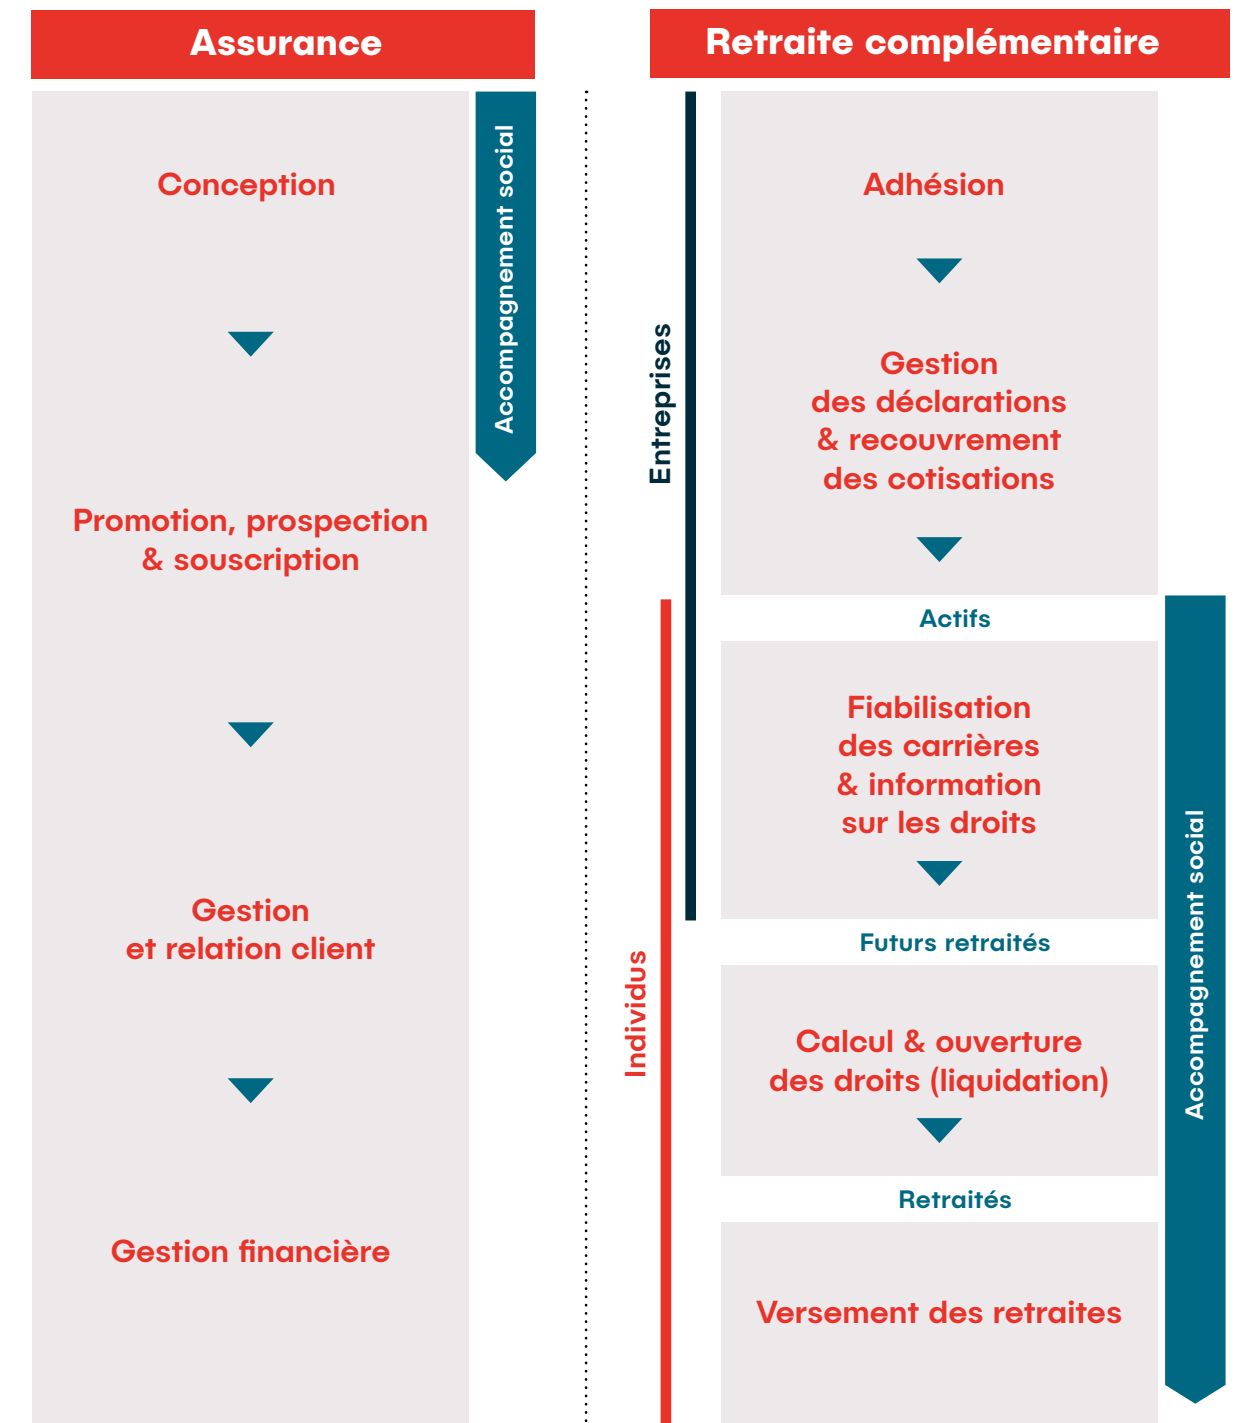 Assurance
Conception
Promotion, prospection
& souscription
Gestion
et relation client
Gestion financière
Accompagnement social
Retraite complémentaire
Entreprises
Individus
Adhésion
Gestion
des déclarations
& recouvrement
des cotisations
Actifs
Fiabilisation
des carrières
& information
sur les droits
Futurs retraités
Calcul & ouverture
des droits (liquidation)
Retraités
Versement des retraites
Accompagnement social